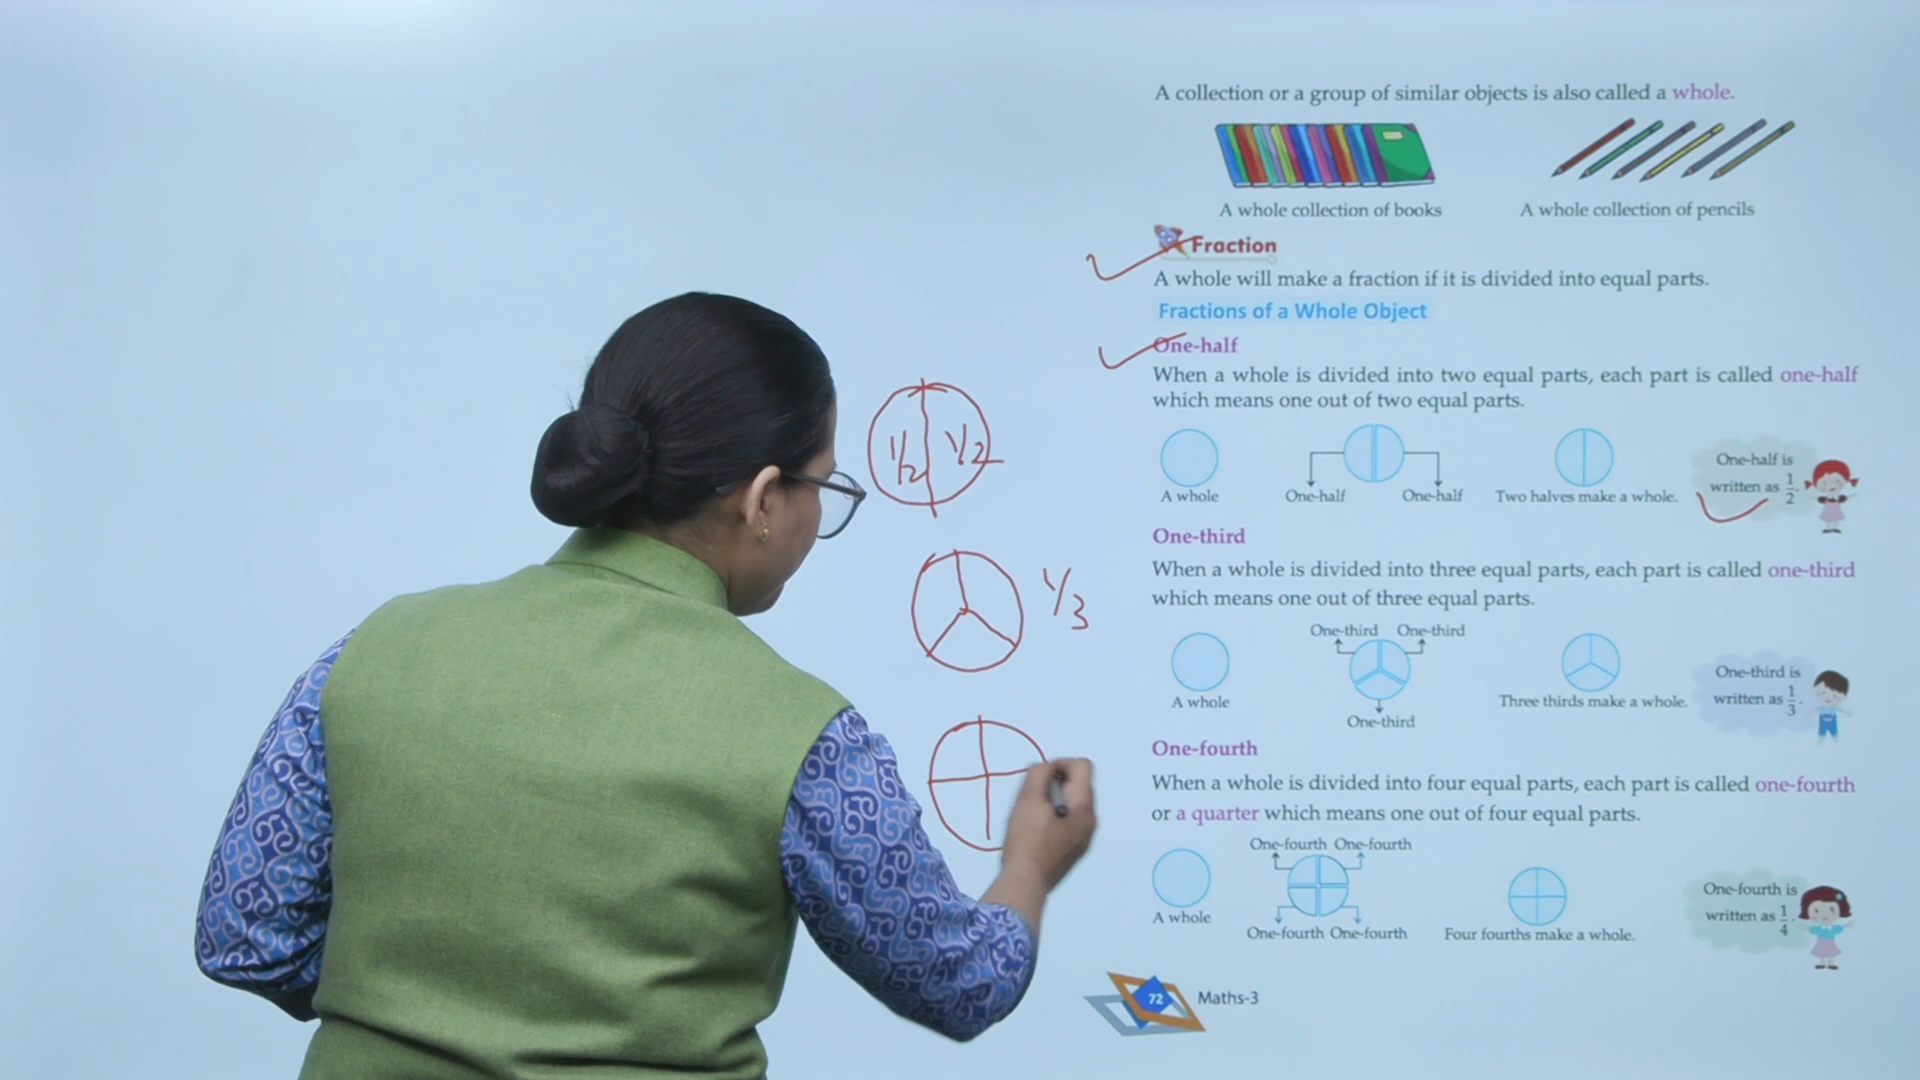 A collection or a group of similar objects is also called a whole.
A whole collection of books
A whole collection of pencils
Fraction
A whole will make a fraction if it is divided into equal parts.
Fractions of a Whole Object
One-half
When a whole is divided into two equal parts, each part is called one-half
which means one out of two equal parts.
A whole
One-half
One-half
Two halves make a whole.
One-half is
written as 1/2.
One-third
When a whole is divided into three equal parts, each part is called one-third
which means one out of three equal parts.
One-third One-third
A whole
One-third
Three thirds make a whole.
One-third is
written as 1/3.
One-fourth
When a whole is divided into four equal parts, each part is called one-fourth
or a quarter which means one out of four equal parts.
One-fourth One-fourth
A whole
One-fourth One-fourth
Four fourths make a whole.
One-fourth is
written as 1/4.
72 Maths-3
1/2 1/2
1/3